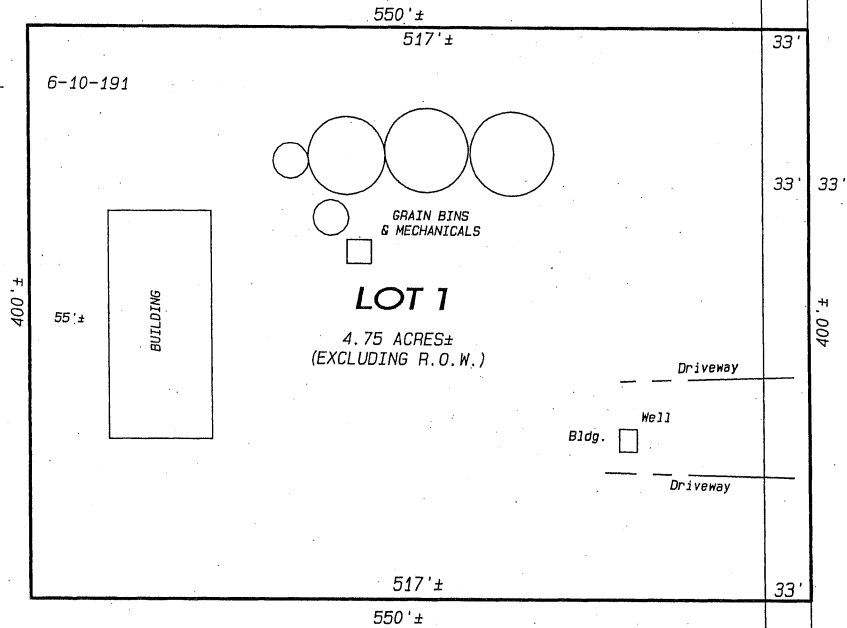 550'±
517'±
33'
6-10-191
33' 33'
GRAIN BINS
& MECHANICALS
400'±
55'±
BUILDING
LOT 1
4.75 ACRES±
(EXCLUDING R.O.W.)
400'±
Driveway
Well
Bldg.
Driveway
517'±
33'
550'±